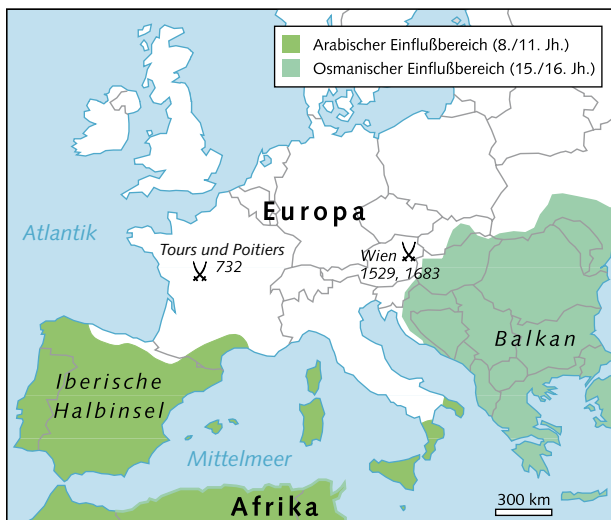 Arabischer Einflußbereich (8./11. Jh.)
Osmanischer Einflußbereich (15./16. Jh.)
Europa
Atlantik
Tours und Poitiers
732
Wien
1529, 1683
Balkan
Iberische
Halbinsel
Mittelmeer
Afrika
300 km